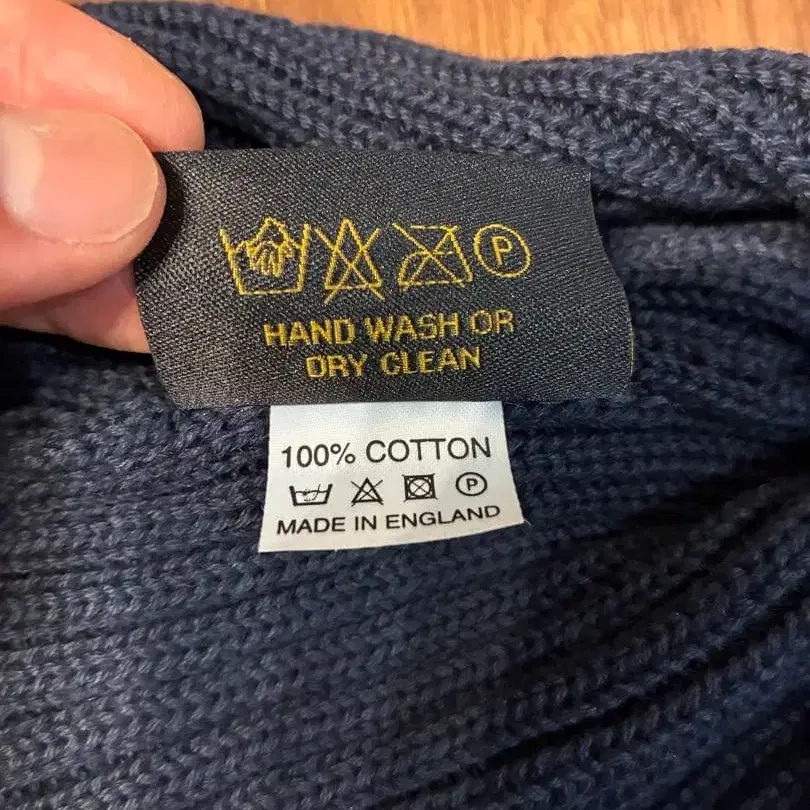 P
HAND WASH OR
DRY CLEAN
100% COTTON
P
MADE IN ENGLAND